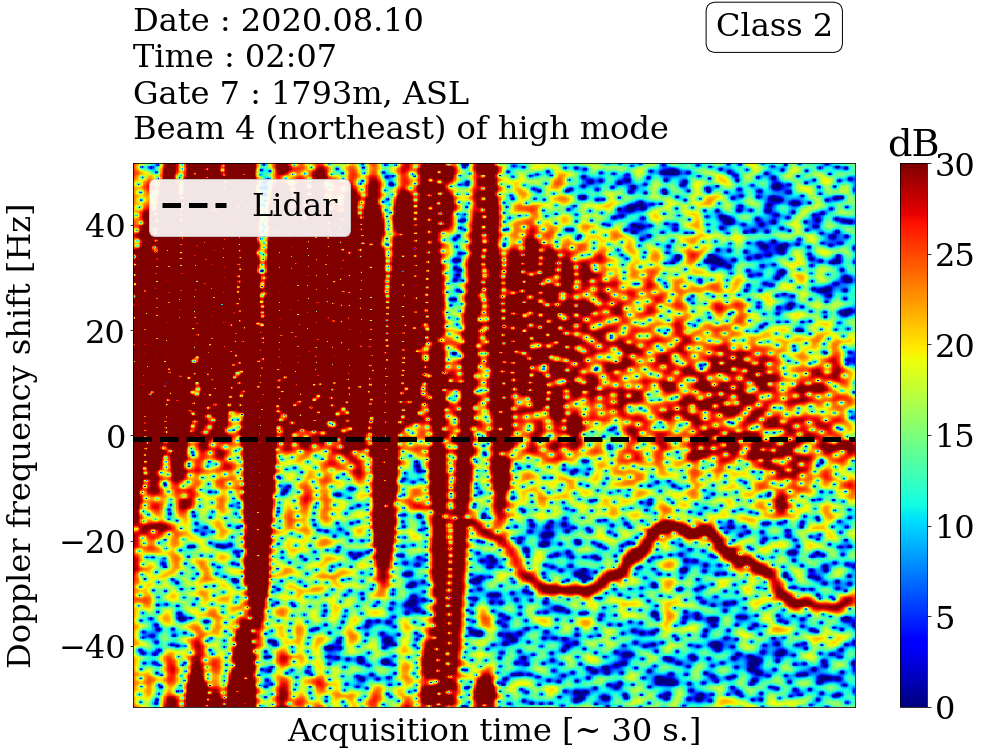 Date : 2020.08.10
Time : 02:07
Gate 7 : 1793m, ASL
Beam 4 (northeast) of high mode
Class 2
dB
Lidar
Doppler frequency shift [Hz]
40
20
0
−20
−40
30
25
20
15
10
5
0
Acquisition time [~ 30 s.]